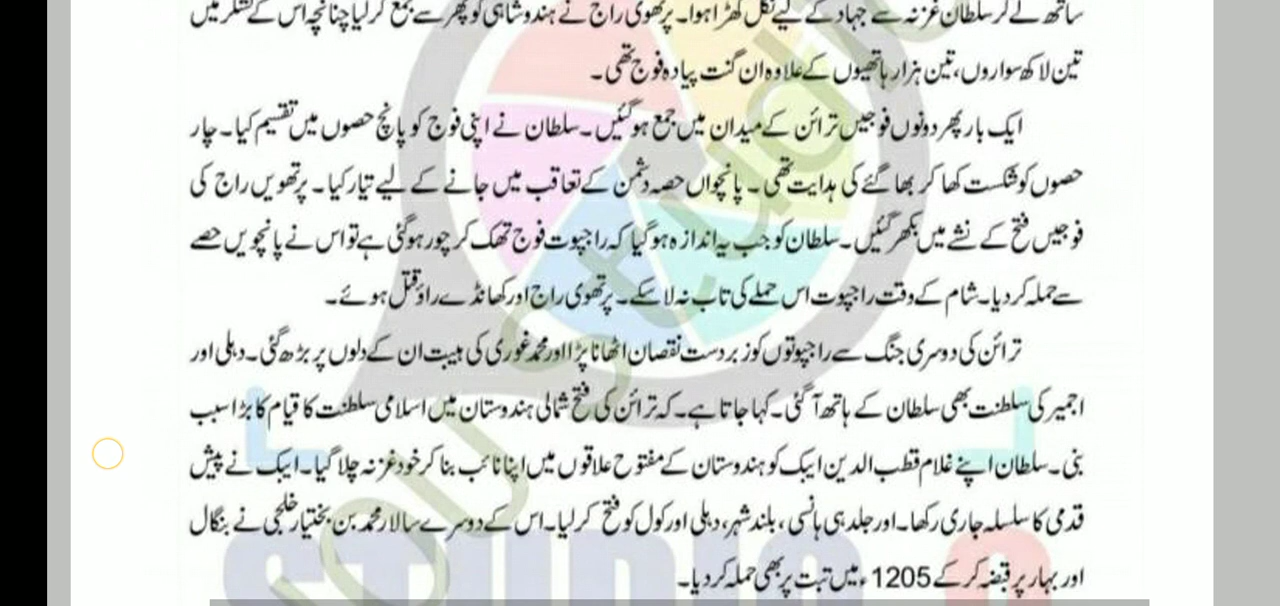 ساتھ لے کر سلطان غزنہ سے جہاد کے لیے نکل کھڑا ہوا۔ پرتھوی راج نے ہندو شاہی کو پھر سے جمع کر لیا چنانچہ اس کے لشکر میں
تین لاکھ سواروں، تین ہزار ہاتھیوں کے علاوہ ان گنت پیادہ فوج تھی۔
ایک بار پھر دونوں فوجیں ترائن کے میدان میں جمع ہو گئیں۔ سلطان نے اپنی فوج کو پانچ حصوں میں تقسیم کیا۔ چار
حصوں کو شکست کھا کر بھاگنے کی ہدایت تھی۔ پانچواں حصہ دشمن کے تعاقب میں جانے کے لیے تیار کیا۔ پرتھویں راج کی
فوجیں فتح کے نشے میں بکھر گئیں۔ سلطان کو جب یہ اندازہ ہو گیا کہ راجپوت فوج تھک کر چور ہو گئی ہے تو اس نے پانچویں حصے
سے حملہ کر دیا۔ شام کے وقت راجپوت اس حملے کی تاب نہ لا سکے۔ پرتھوی راج اور کھانڈے راؤ قتل ہوئے۔
ترائن کی دوسری جنگ سے راجپوتوں کو زبردست نقصان اٹھانا پڑا اور محمد غوری کی ہیبت ان کے دلوں پر بڑھ گئی۔ دہلی اور
اجمیر کی سلطنت بھی سلطان کے ہاتھ آ گئی۔ کہا جاتا ہے۔ کہ ترائن کی فتح شمالی ہندوستان میں اسلامی سلطنت کا قیام کا بڑا سبب
بنی۔ سلطان اپنے غلام قطب الدین ایبک کو ہندوستان کے مفتوح علاقوں میں اپنا نائب بنا کر خود غزنہ چلا گیا۔ ایبک نے پیش
قدمی کا سلسلہ جاری رکھا۔ اور جلد ہی ہانسی، بلند شہر، دہلی اور کول کو فتح کر لیا۔ اس کے دوسرے سالار محمد بن بختیار خلجی نے بنگال
اور بہار پر قبضہ کر کے 1205ء میں تبت پر بھی حملہ کر دیا۔